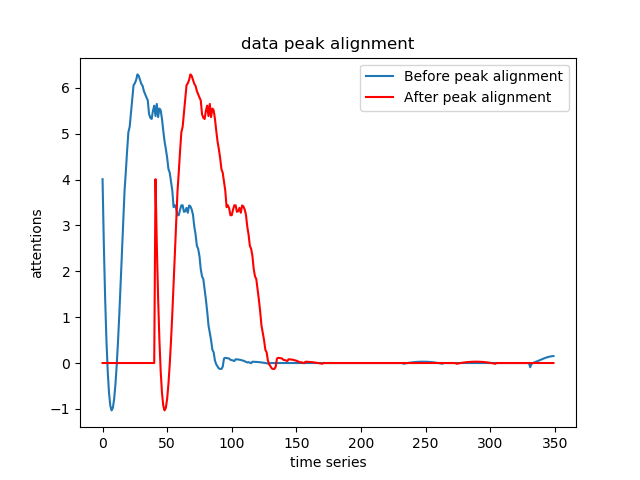 data peak alignment
Before peak alignment
After peak alignment
6
5
4
3
2
1
0
−1
attentions
0 50 100 150 200 250 300 350
time series